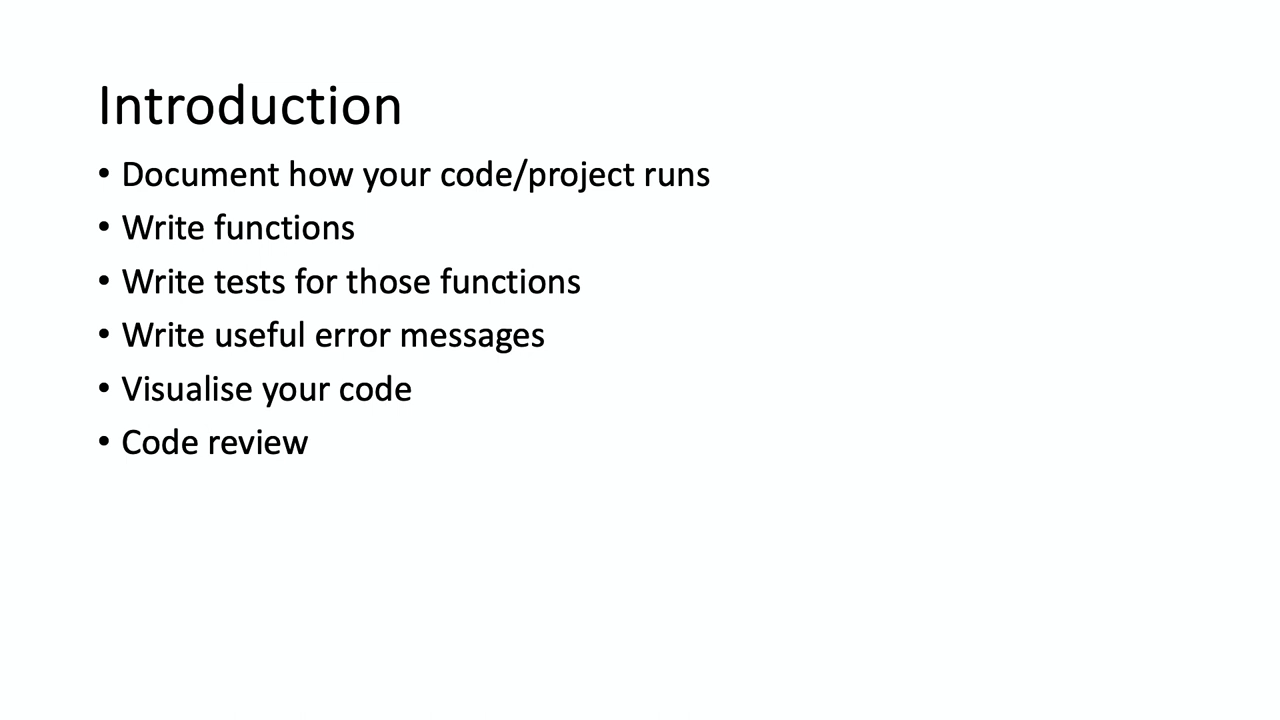 Introduction
• Document how your code/project runs
• Write functions
• Write tests for those functions
• Write useful error messages
• Visualise your code
• Code review